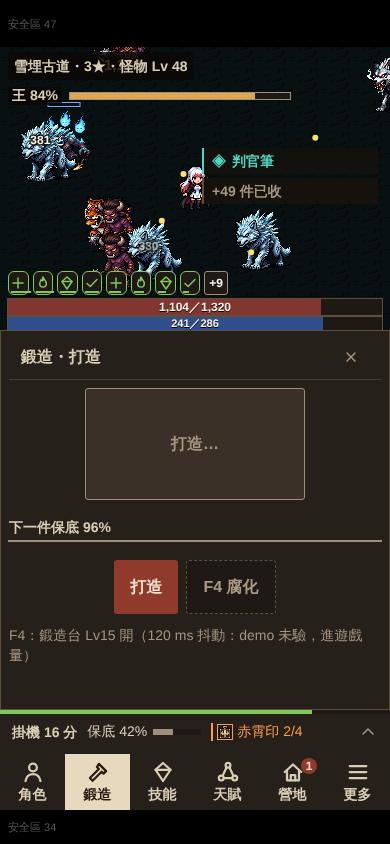 安全區 47
雪埋古道・3★・怪物 Lv 48
王 84%
381
判官筆
+49 件已收
330
+9
1,104／1,320
241／286
鍛造・打造
×
打造…
下一件保底 96%
打造
F4 腐化
F4：鍛造台 Lv15 開（120 ms 抖動：demo 未驗，進遊戲
量）
掛機 16 分
保底 42%
赤霄印 2/4
角色
鍛造
技能
天賦
營地
1
更多
安全區 34